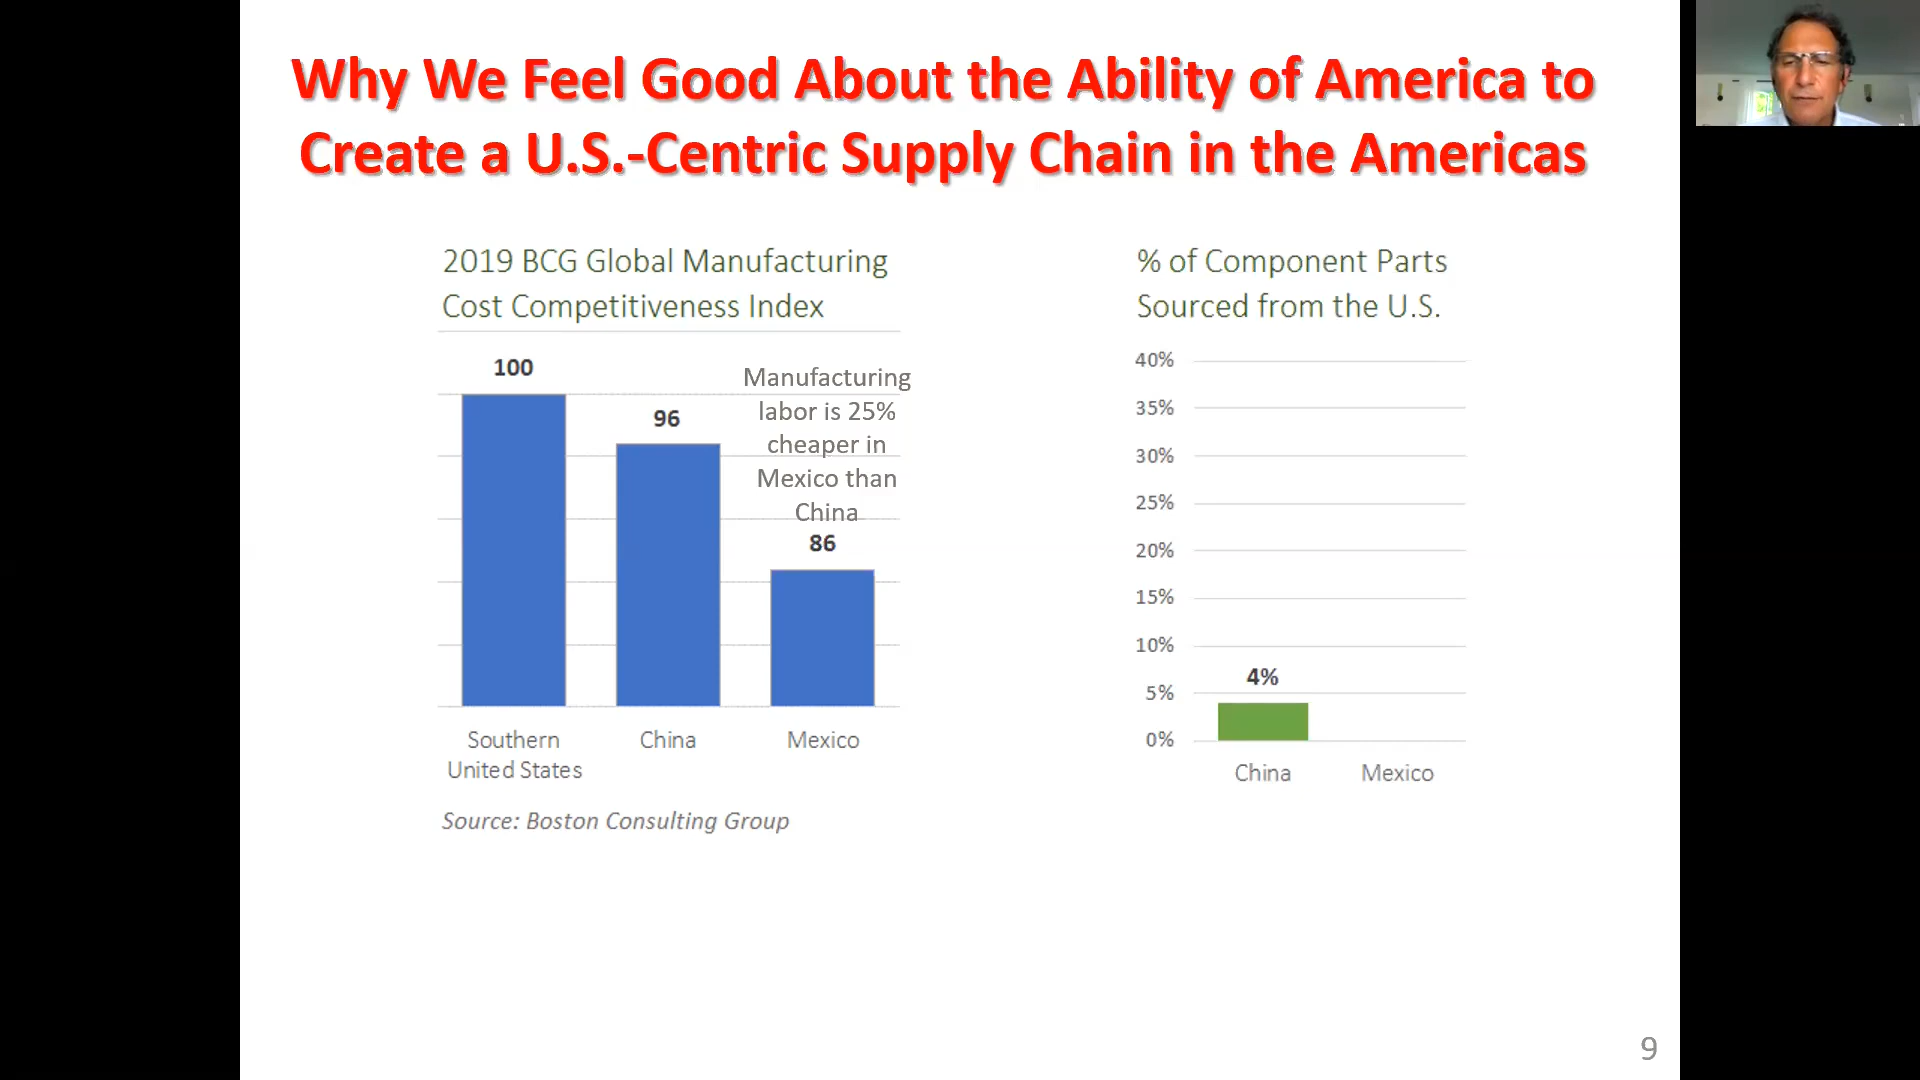 Why We Feel Good About the Ability of America to
Create a U.S.-Centric Supply Chain in the Americas
2019 BCG Global Manufacturing
Cost Competitiveness Index
100
96
Manufacturing
labor is 25%
cheaper in
Mexico than
China
86
Southern
United States
China
Mexico
Source: Boston Consulting Group
% of Component Parts
Sourced from the U.S.
40%
35%
30%
25%
20%
15%
10%
5%
0%
4%
China
Mexico
9